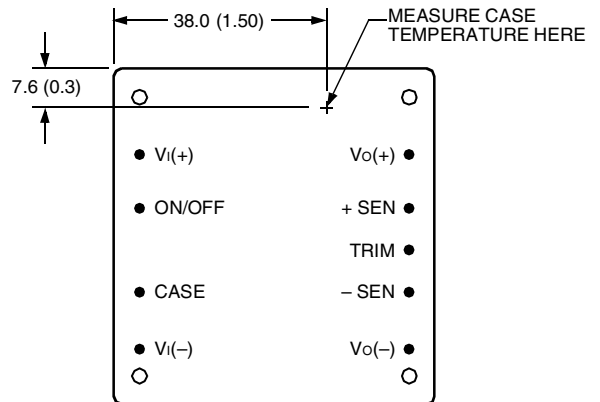 38.0 (1.50)
MEASURE CASE
TEMPERATURE HERE
7.6 (0.3)
VI(+)
VO(+)
ON/OFF
+ SEN
TRIM
CASE
– SEN
VI(–)
VO(–)